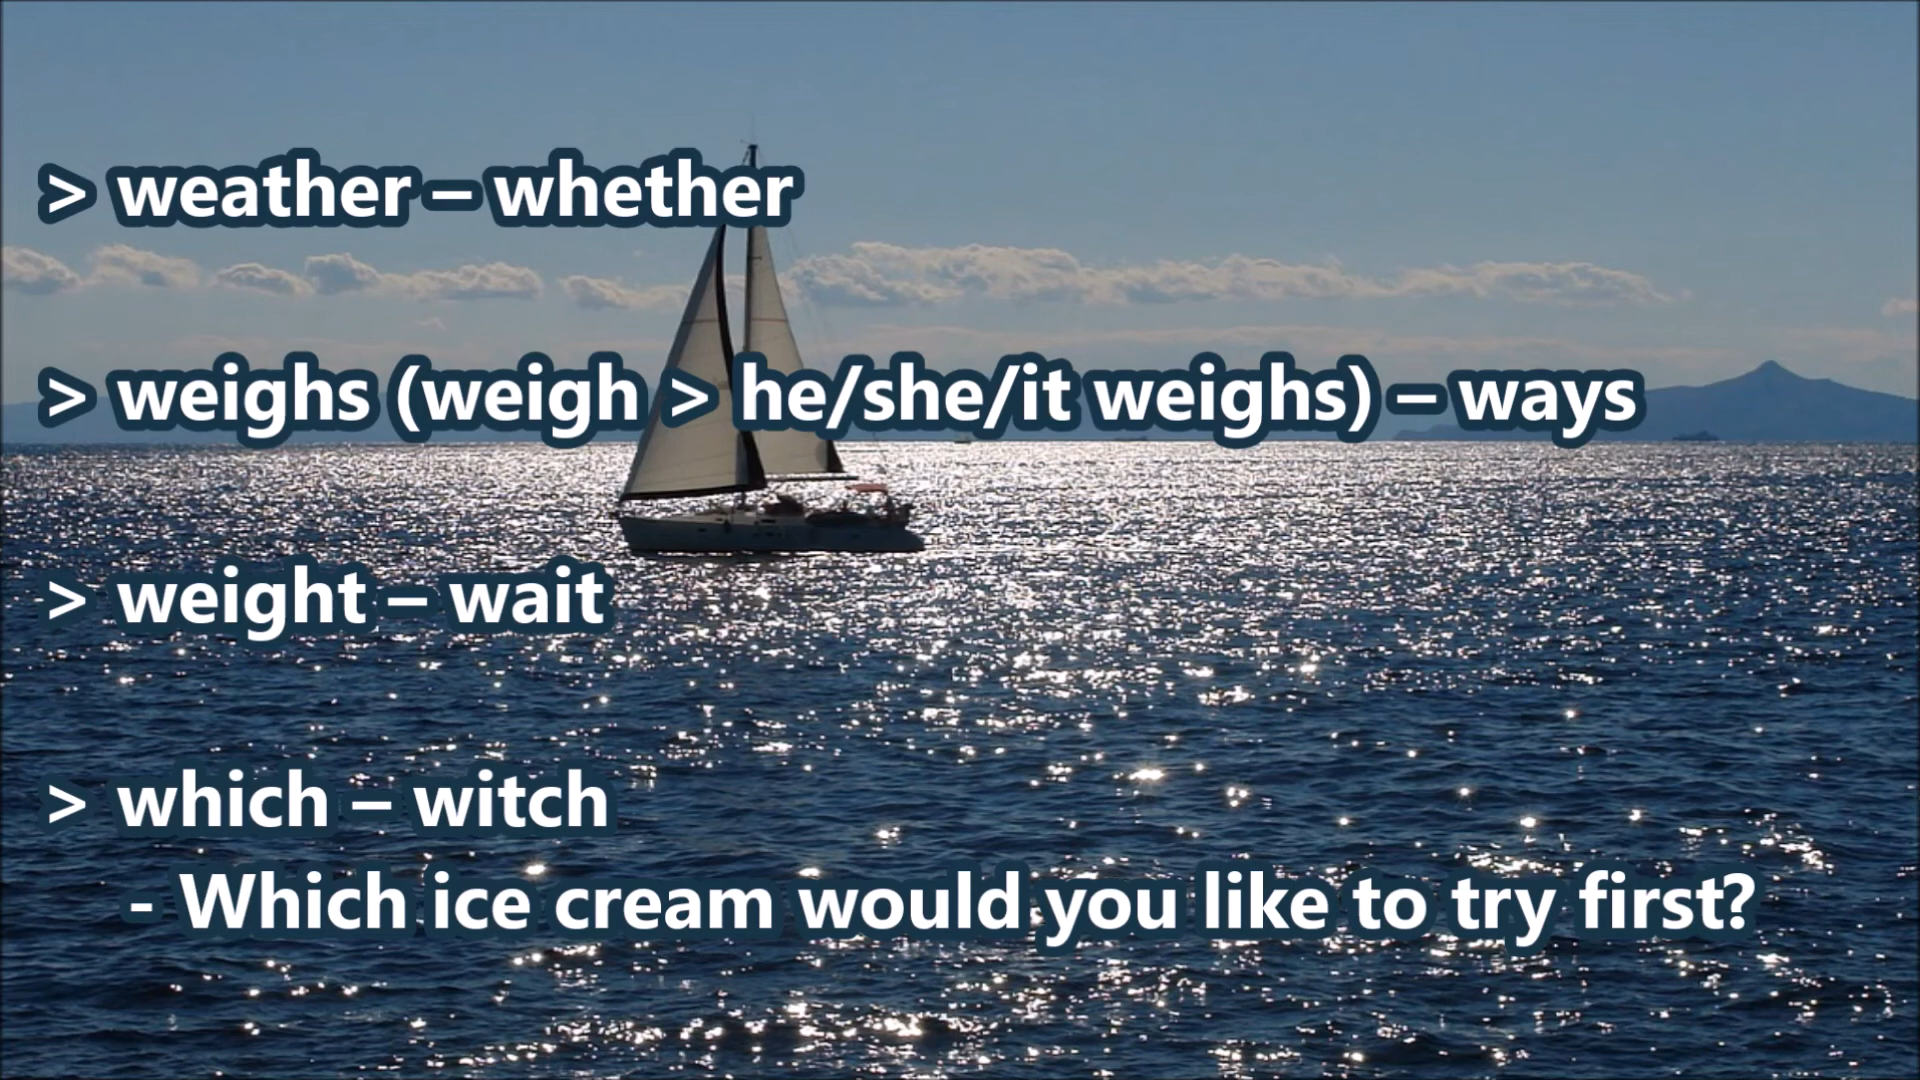 > weather – whether
> weighs (weigh > he/she/it weighs) – ways
> weight – wait
> which – witch
- Which ice cream would you like to try first?